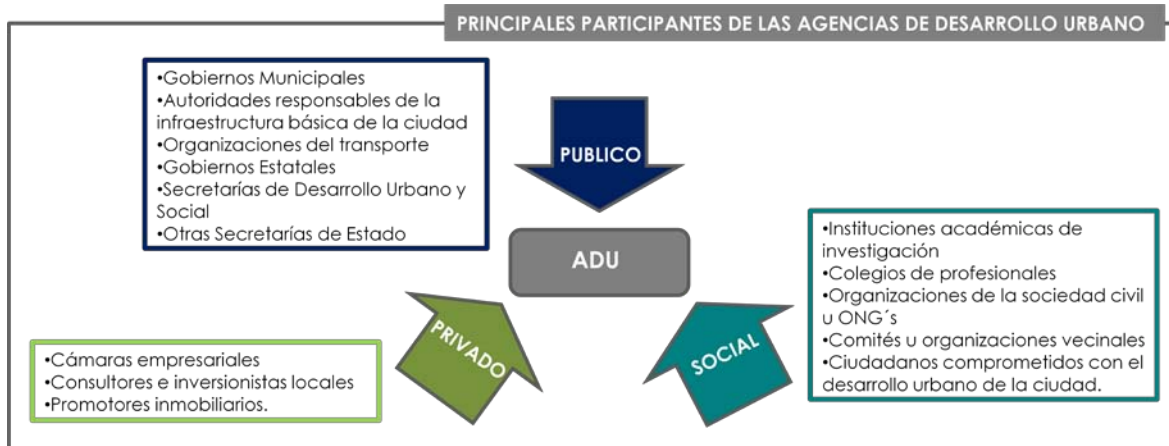 PRINCIPALES PARTICIPANTES DE LAS AGENCIAS DE DESARROLLO URBANO
•Gobiernos Municipales
•Autoridades responsables de la
infraestructura básica de la ciudad
•Organizaciones del transporte
•Gobiernos Estatales
•Secretarías de Desarrollo Urbano y
Social
•Otras Secretarías de Estado
PUBLICO
ADU
PRIVADO
SOCIAL
•Cámaras empresariales
•Consultores e inversionistas locales
•Promotores inmobiliarios.
•Instituciones académicas de
investigación
•Colegios de profesionales
•Organizaciones de la sociedad civil
u ONG´s
•Comités u organizaciones vecinales
•Ciudadanos comprometidos con el
desarrollo urbano de la ciudad.